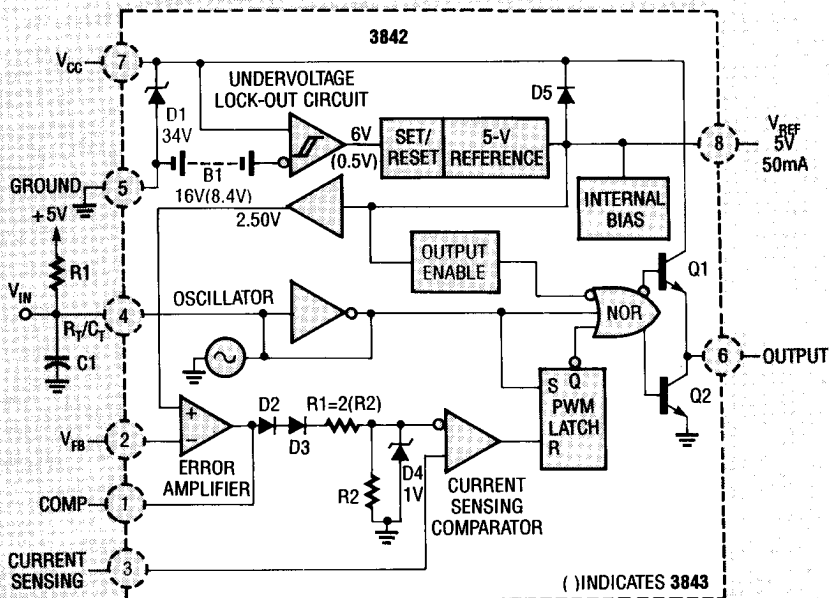 3842
V_CC
7
UNDERVOLTAGE
LOCK-OUT CIRCUIT
D1
34V
D5
6V
(0.5V)
SET/
RESET
5-V
REFERENCE
8
V_REF
5V
50mA
GROUND
5
B1
16V(8.4V)
2.50V
INTERNAL
BIAS
+5V
R1
OUTPUT
ENABLE
Q1
V_IN
4
OSCILLATOR
R_T/C_T
NOR
C1
6
OUTPUT
S
Q
PWM
LATCH
R
Q2
D2
R1=2(R2)
D3
+
V_FB
2
−
ERROR
AMPLIFIER
D4
1V
R2
CURRENT
SENSING
COMPARATOR
COMP
1
CURRENT
SENSING
3
( )INDICATES 3843